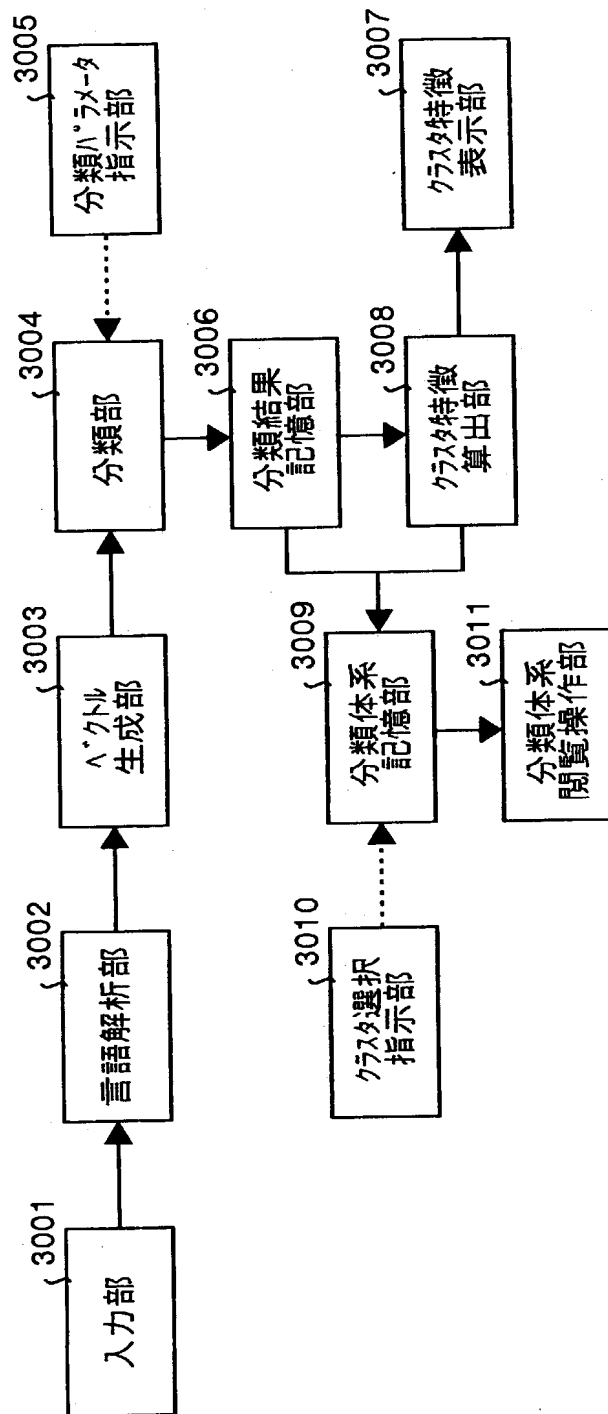 3001
入力部
3002
言語解析部
3003
ベクトル
生成部
3004
分類部
3005
分類パラメータ
指示部
3006
分類結果
記憶部
3007
クラスタ特徴
表示部
3008
クラスタ特徴
算出部
3009
分類体系
記憶部
3010
クラスタ選択
指示部
3011
分類体系
閲覧操作部